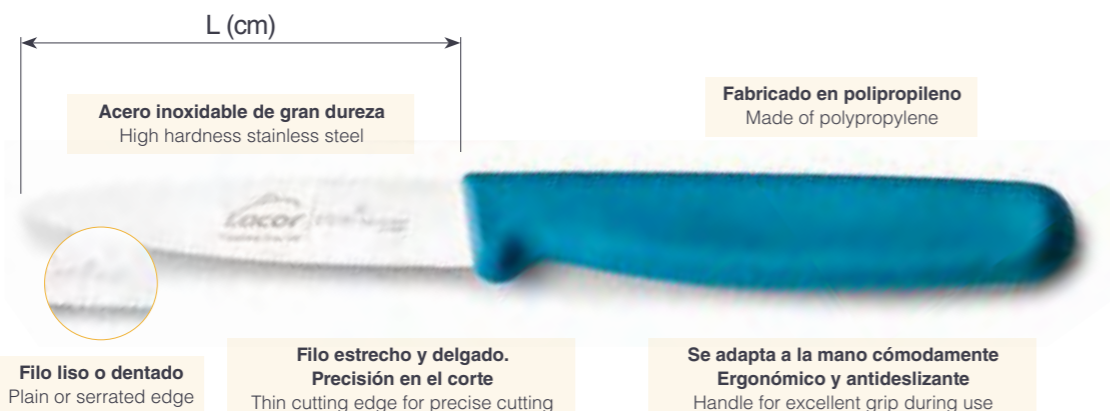 L (cm)
Acero inoxidable de gran dureza
High hardness stainless steel
Fabricado en polipropileno
Made of polypropylene
Lacor
Filo liso o dentado
Plain or serrated edge
Filo estrecho y delgado.
Precisión en el corte
Thin cutting edge for precise cutting
Se adapta a la mano cómodamente
Ergonómico y antideslizante
Handle for excellent grip during use